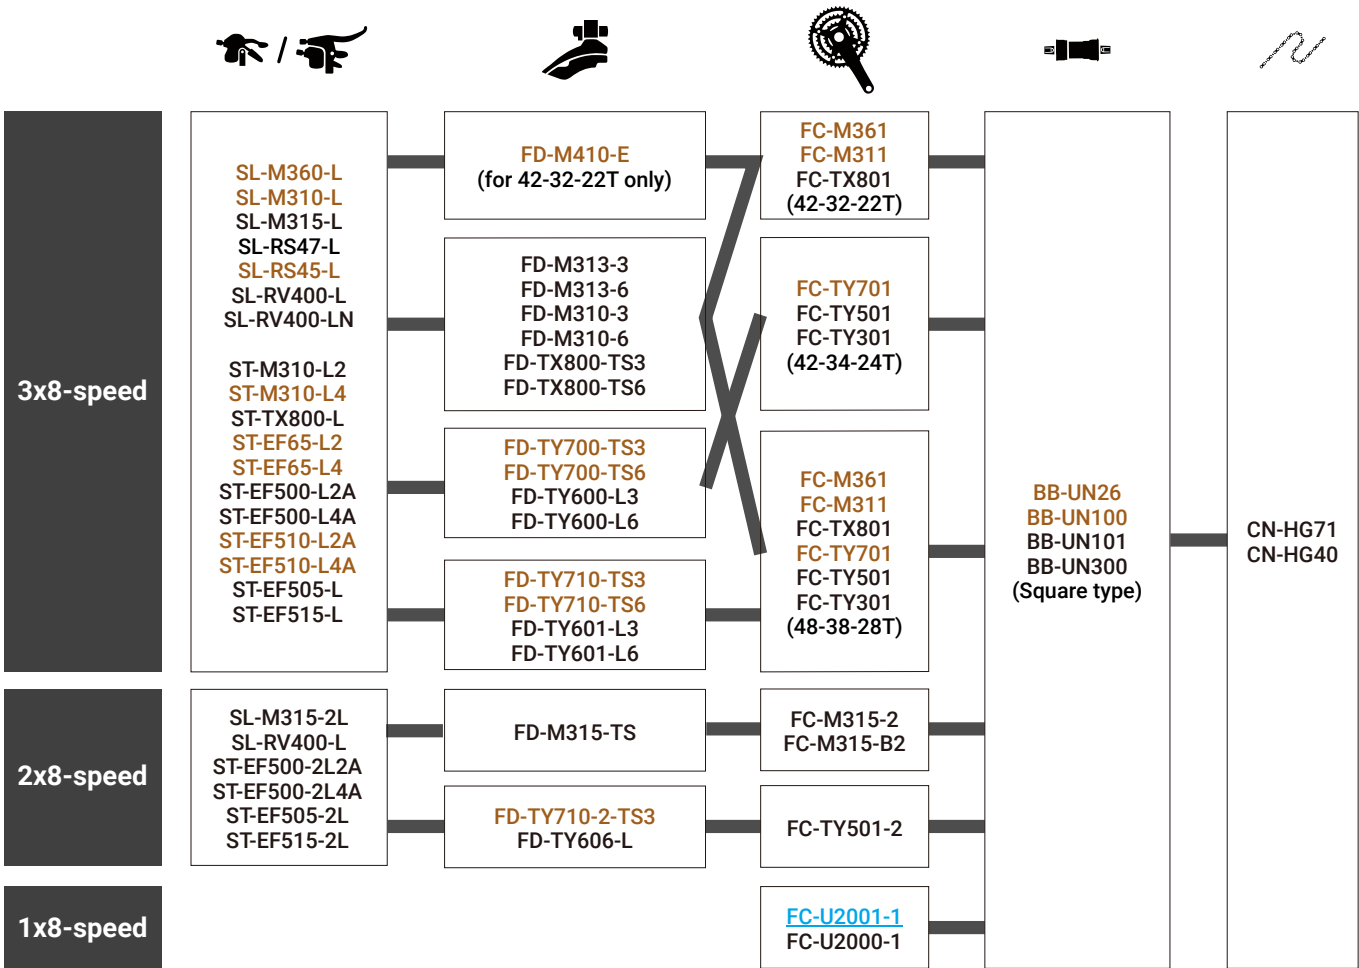 3x8-speed
SL-M360-L
SL-M310-L
SL-M315-L
SL-RS47-L
SL-RS45-L
SL-RV400-L
SL-RV400-LN
ST-M310-L2
ST-M310-L4
ST-TX800-L
ST-EF65-L2
ST-EF65-L4
ST-EF500-L2A
ST-EF500-L4A
ST-EF510-L2A
ST-EF510-L4A
ST-EF505-L
ST-EF515-L
FD-M410-E
(for 42-32-22T only)
FD-M313-3
FD-M313-6
FD-M310-3
FD-M310-6
FD-TX800-TS3
FD-TX800-TS6
FD-TY700-TS3
FD-TY700-TS6
FD-TY600-L3
FD-TY600-L6
FD-TY710-TS3
FD-TY710-TS6
FD-TY601-L3
FD-TY601-L6
FC-M361
FC-M311
FC-TX801
(42-32-22T)
FC-TY701
FC-TY501
FC-TY301
(42-34-24T)
FC-M361
FC-M311
FC-TX801
FC-TY701
FC-TY501
FC-TY301
(48-38-28T)
BB-UN26
BB-UN100
BB-UN101
BB-UN300
(Square type)
CN-HG71
CN-HG40
2x8-speed
SL-M315-2L
SL-RV400-L
ST-EF500-2L2A
ST-EF500-2L4A
ST-EF505-2L
ST-EF515-2L
FD-M315-TS
FD-TY710-2-TS3
FD-TY606-L
FC-M315-2
FC-M315-B2
FC-TY501-2
1x8-speed
FC-U2001-1
FC-U2000-1